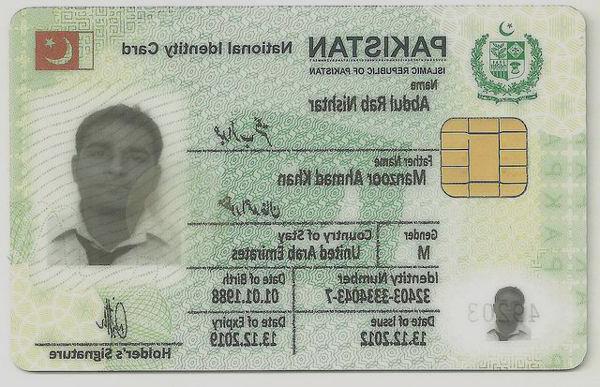 PAKISTAN National Identity Card
ISLAMIC REPUBLIC OF PAKISTAN
Name
Abdul Rab Nishtar
Father Name
Manzoor Ahmad Khan
Gender Country of Stay
M United Arab Emirates
Identity Number Date of Birth
32403-3334043-7 01.01.1988
Date of Issue Date of Expiry
13.12.2012 13.12.2019
Holder's Signature